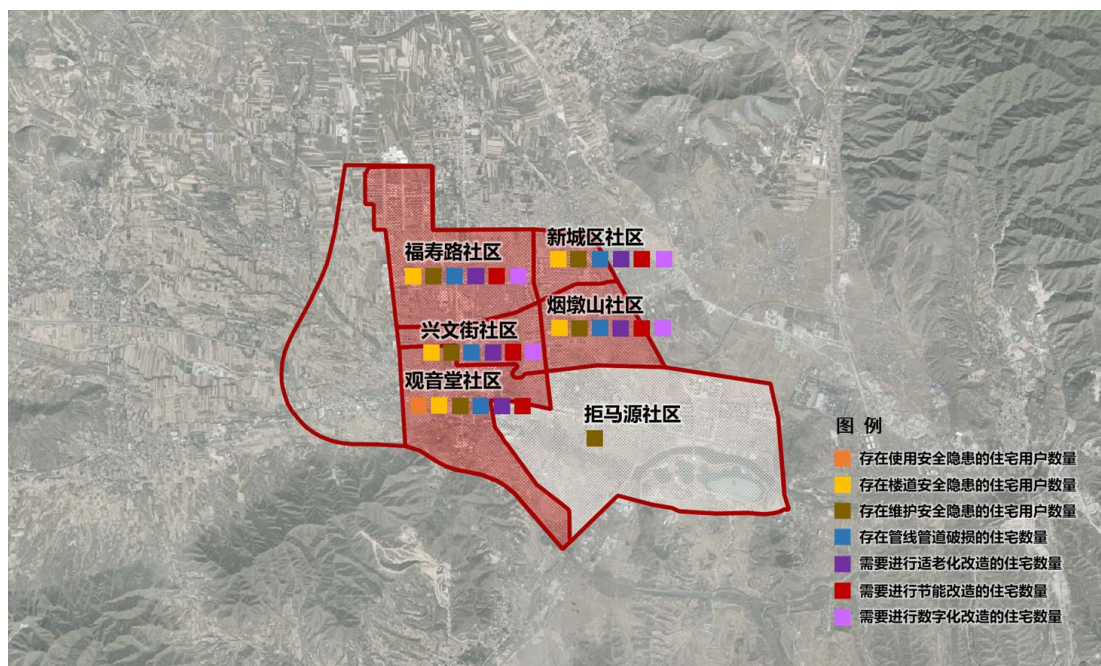 福寿路社区
新城区社区
烟墩山社区
兴文街社区
观音堂社区
拒马源社区
图 例
存在使用安全隐患的住宅用户数量
存在楼道安全隐患的住宅用户数量
存在维护安全隐患的住宅用户数量
存在管线管道破损的住宅数量
需要进行适老化改造的住宅数量
需要进行节能改造的住宅数量
需要进行数字化改造的住宅数量